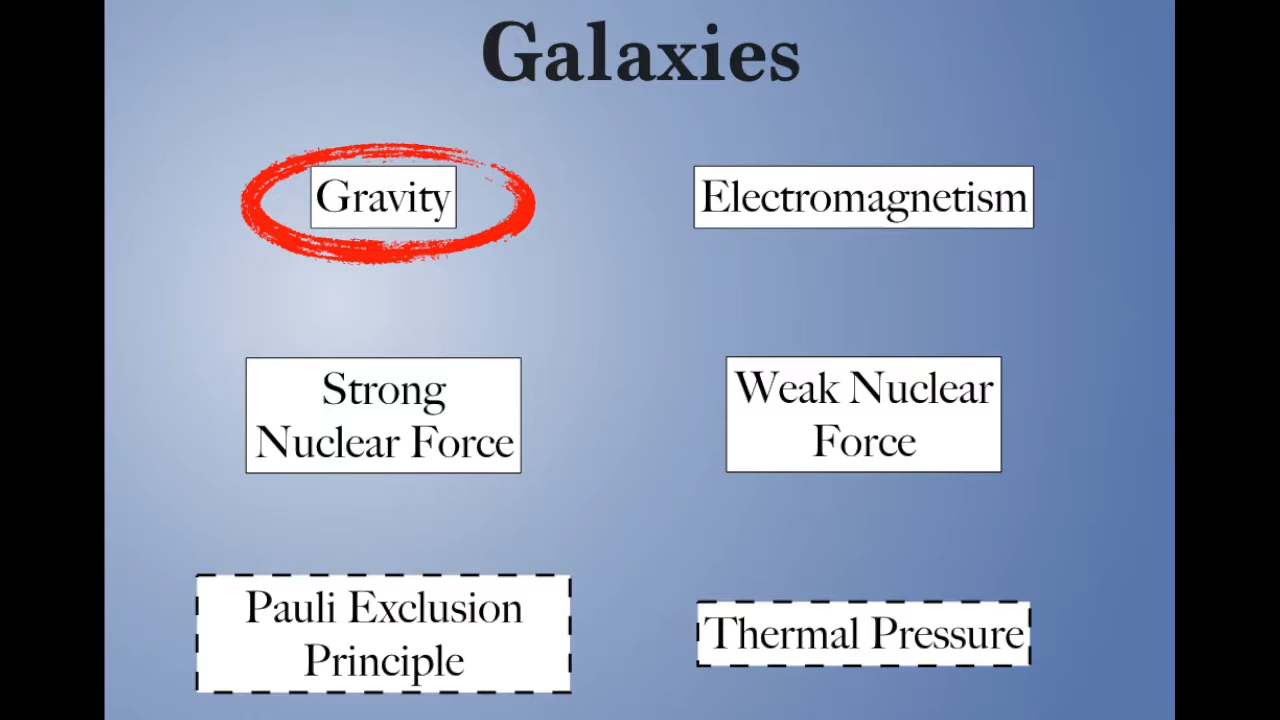 Galaxies
Gravity
Electromagnetism
Strong
Nuclear Force
Weak Nuclear
Force
Pauli Exclusion
Principle
Thermal Pressure